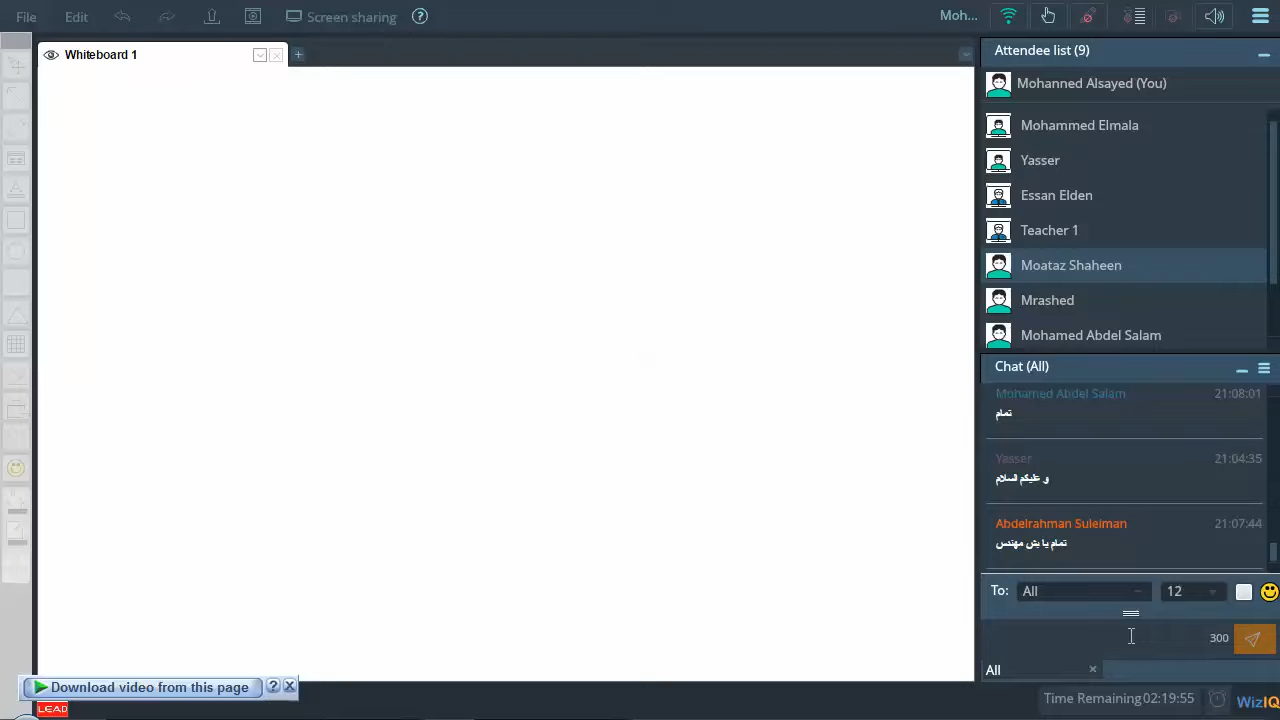 File Edit Screen sharing ? Moh...
Whiteboard 1
Attendee list (9)
Mohanned Alsayed (You)
Mohammed Elmala
Yasser
Essan Elden
Teacher 1
Moataz Shaheen
Mrashed
Mohamed Abdel Salam
Chat (All)
Mohamed Abdel Salam 21:08:01
تمام
Yasser 21:04:35
و عليكم السلام
Abdelrahman Suleiman 21:07:44
تمام يا بش مهندس
To: All 12
300
All
Download video from this page ?
LEAD
Time Remaining 02:19:55
WizIQ